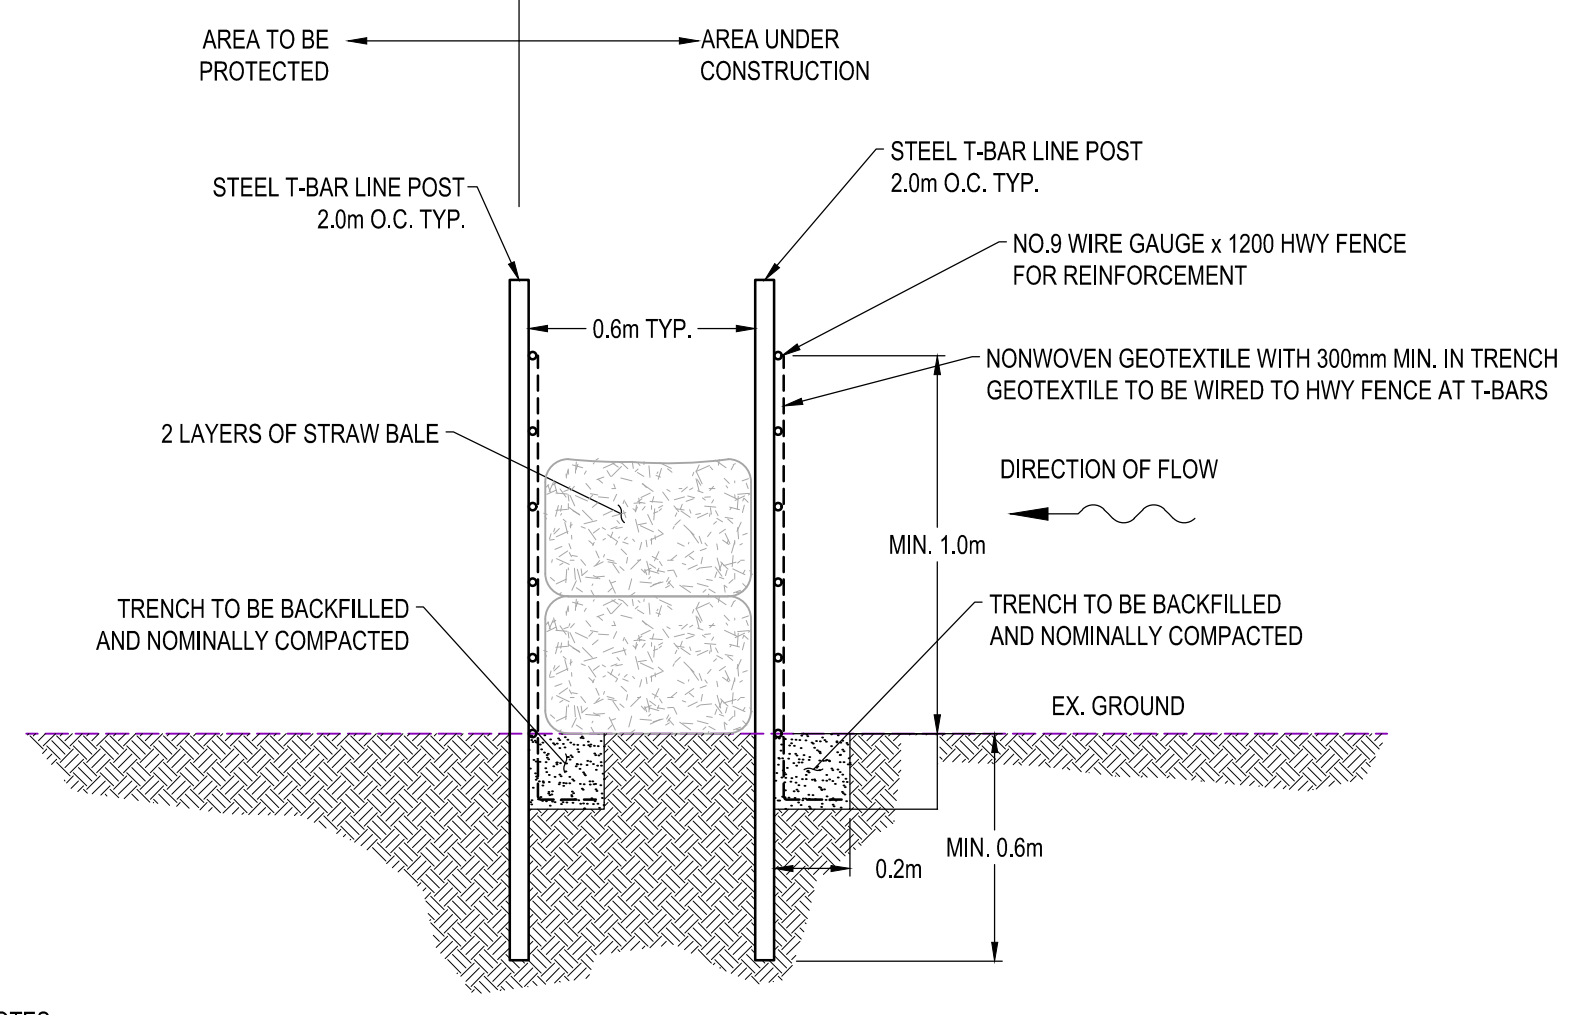 AREA TO BE
PROTECTED
AREA UNDER
CONSTRUCTION
STEEL T-BAR LINE POST
2.0m O.C. TYP.
STEEL T-BAR LINE POST
2.0m O.C. TYP.
NO.9 WIRE GAUGE x 1200 HWY FENCE
FOR REINFORCEMENT
0.6m TYP.
NONWOVEN GEOTEXTILE WITH 300mm MIN. IN TRENCH
GEOTEXTILE TO BE WIRED TO HWY FENCE AT T-BARS
2 LAYERS OF STRAW BALE
DIRECTION OF FLOW
MIN. 1.0m
TRENCH TO BE BACKFILLED
AND NOMINALLY COMPACTED
TRENCH TO BE BACKFILLED
AND NOMINALLY COMPACTED
EX. GROUND
MIN. 0.6m
0.2m